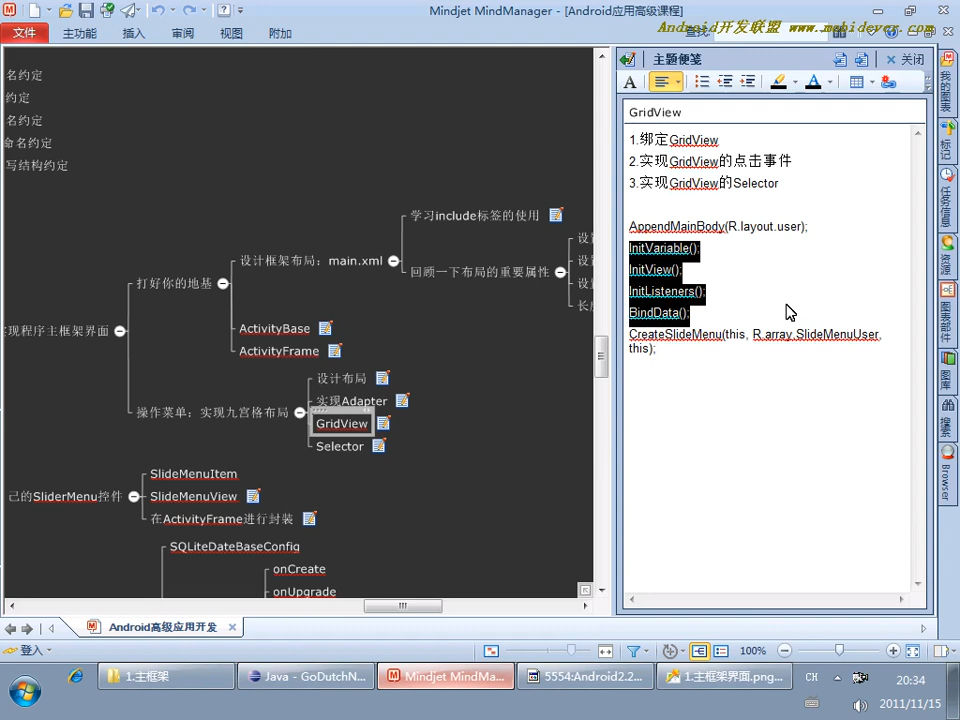 Mindjet MindManager - [Android应用高级课程]
Android开发联盟 www.mobidever.com
文件 主功能 插入 审阅 视图 附加
主题便笺
关闭
GridView
1.绑定GridView
2.实现GridView的点击事件
3.实现GridView的Selector
AppendMainBody(R.layout.user);
InitVariable();
InitView();
InitListeners();
BindData();
CreateSlideMenu(this, R.array.SlideMenuUser,
this);
名约定
约定
名约定
命名约定
写结构约定
学习include标签的使用
设计框架布局：main.xml
回顾一下布局的重要属性
打好你的地基
ActivityBase
ActivityFrame
现程序主框架界面
设计布局
实现Adapter
操作菜单：实现九宫格布局
GridView
Selector
SlideMenuItem
己的SliderMenu控件
SlideMenuView
在ActivityFrame进行封装
SQLiteDateBaseConfig
onCreate
onUpgrade
我的图表
标记
任务信息
资源
图表部件
图库
搜索
Browser
Android高级应用开发
登入
100%
1.主框架
Java - GoDutchN...
Mindjet MindMa...
5554:Android2.2...
1.主框架界面.png...
CH
20:34
2011/11/15